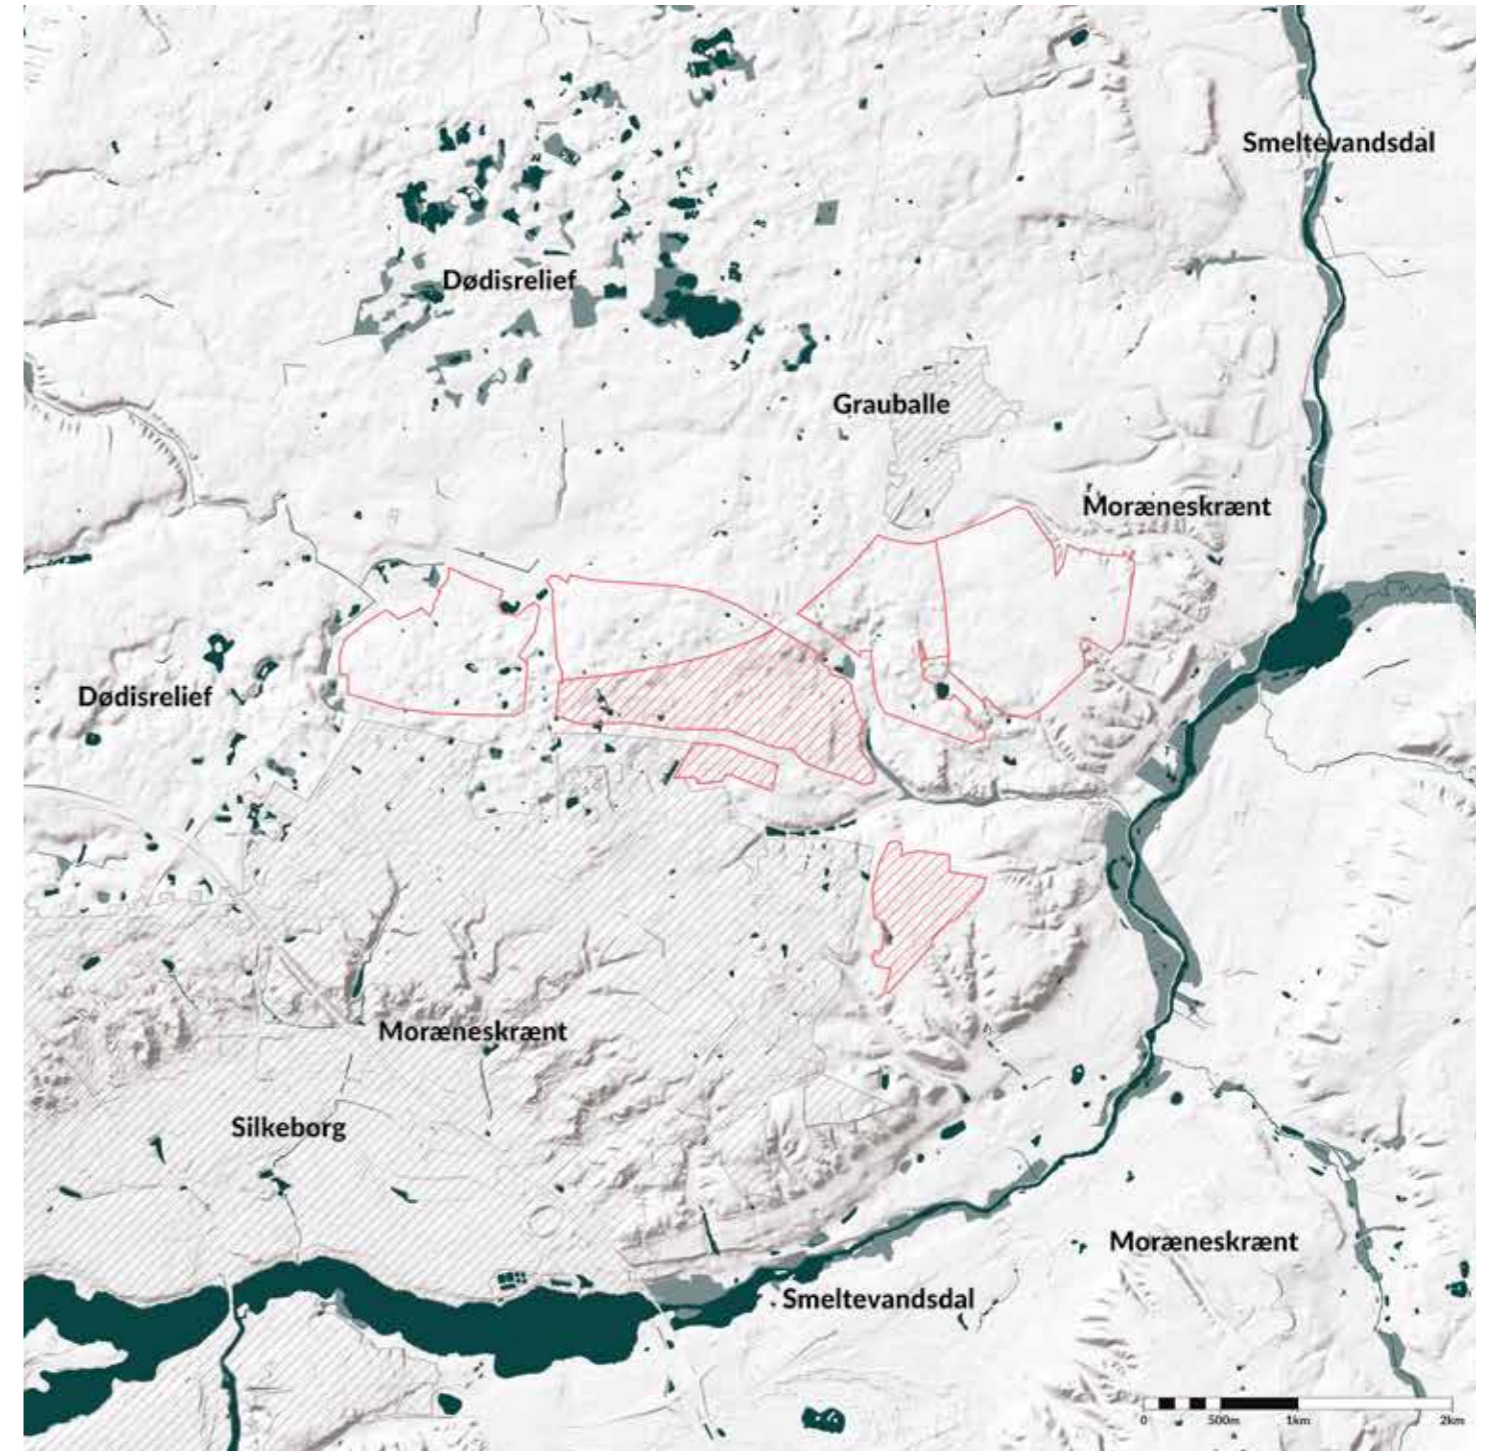 Smeltevandsdal
Dødisrelief
Grauballe
Moræneskrænt
Dødisrelief
Moræneskrænt
Silkeborg
Moræneskrænt
Smeltevandsdal
0 500m 1km 2km